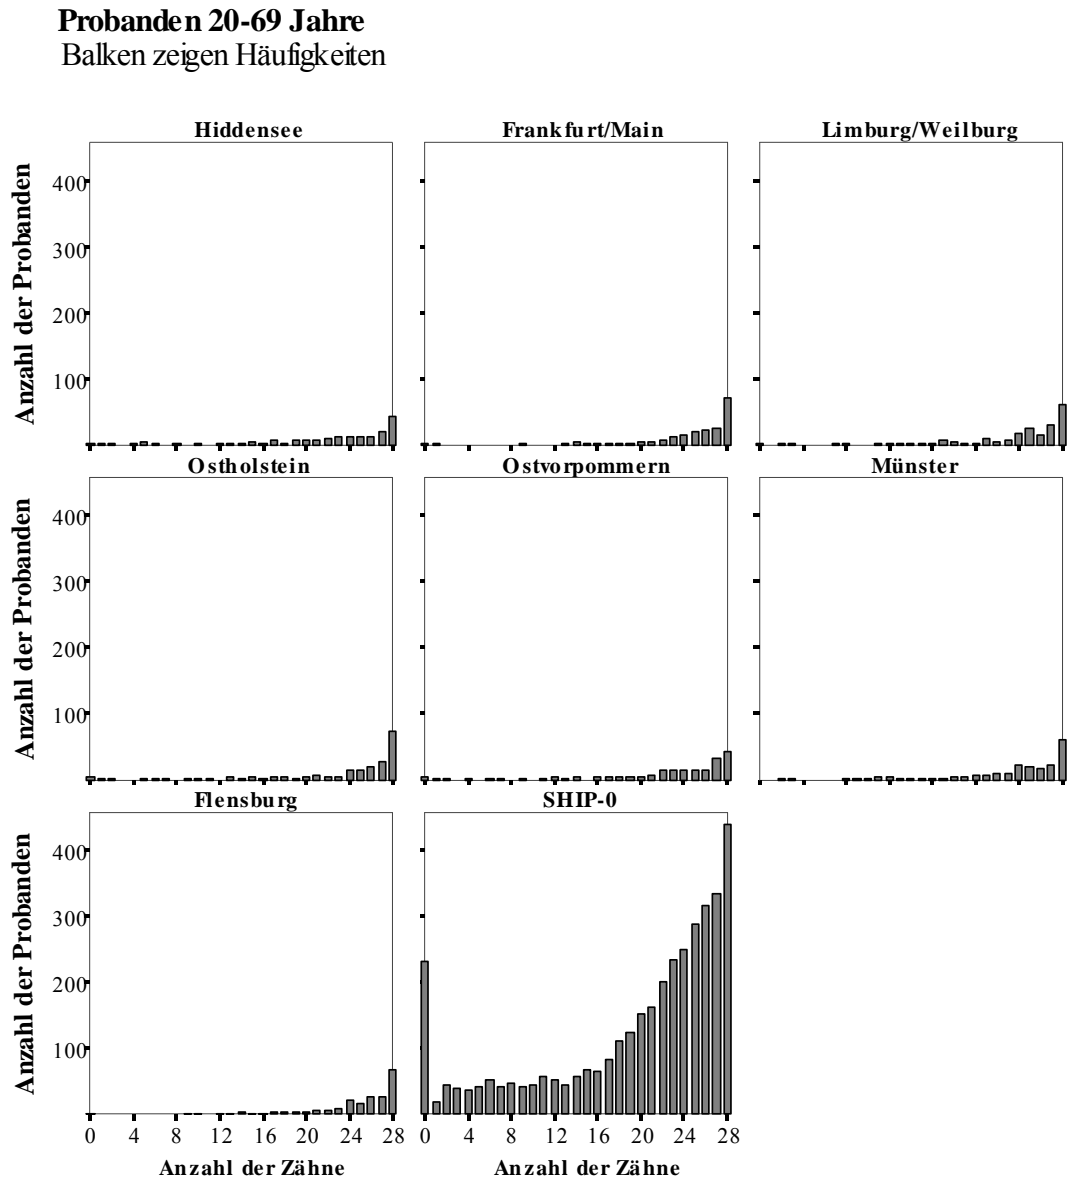 Probanden 20-69 Jahre
Balken zeigen Häufigkeiten
Hiddensee
Frankfurt/Main
Limburg/Weilburg
Anzahl der Probanden
400
300
200
100
Ostholstein
Ostvorpommern
Münster
Anzahl der Probanden
400
300
200
100
Flensburg
SHIP-0
Anzahl der Probanden
400
300
200
100
0 4 8 12 16 20 24 28
0 4 8 12 16 20 24 28
Anzahl der Zähne
Anzahl der Zähne